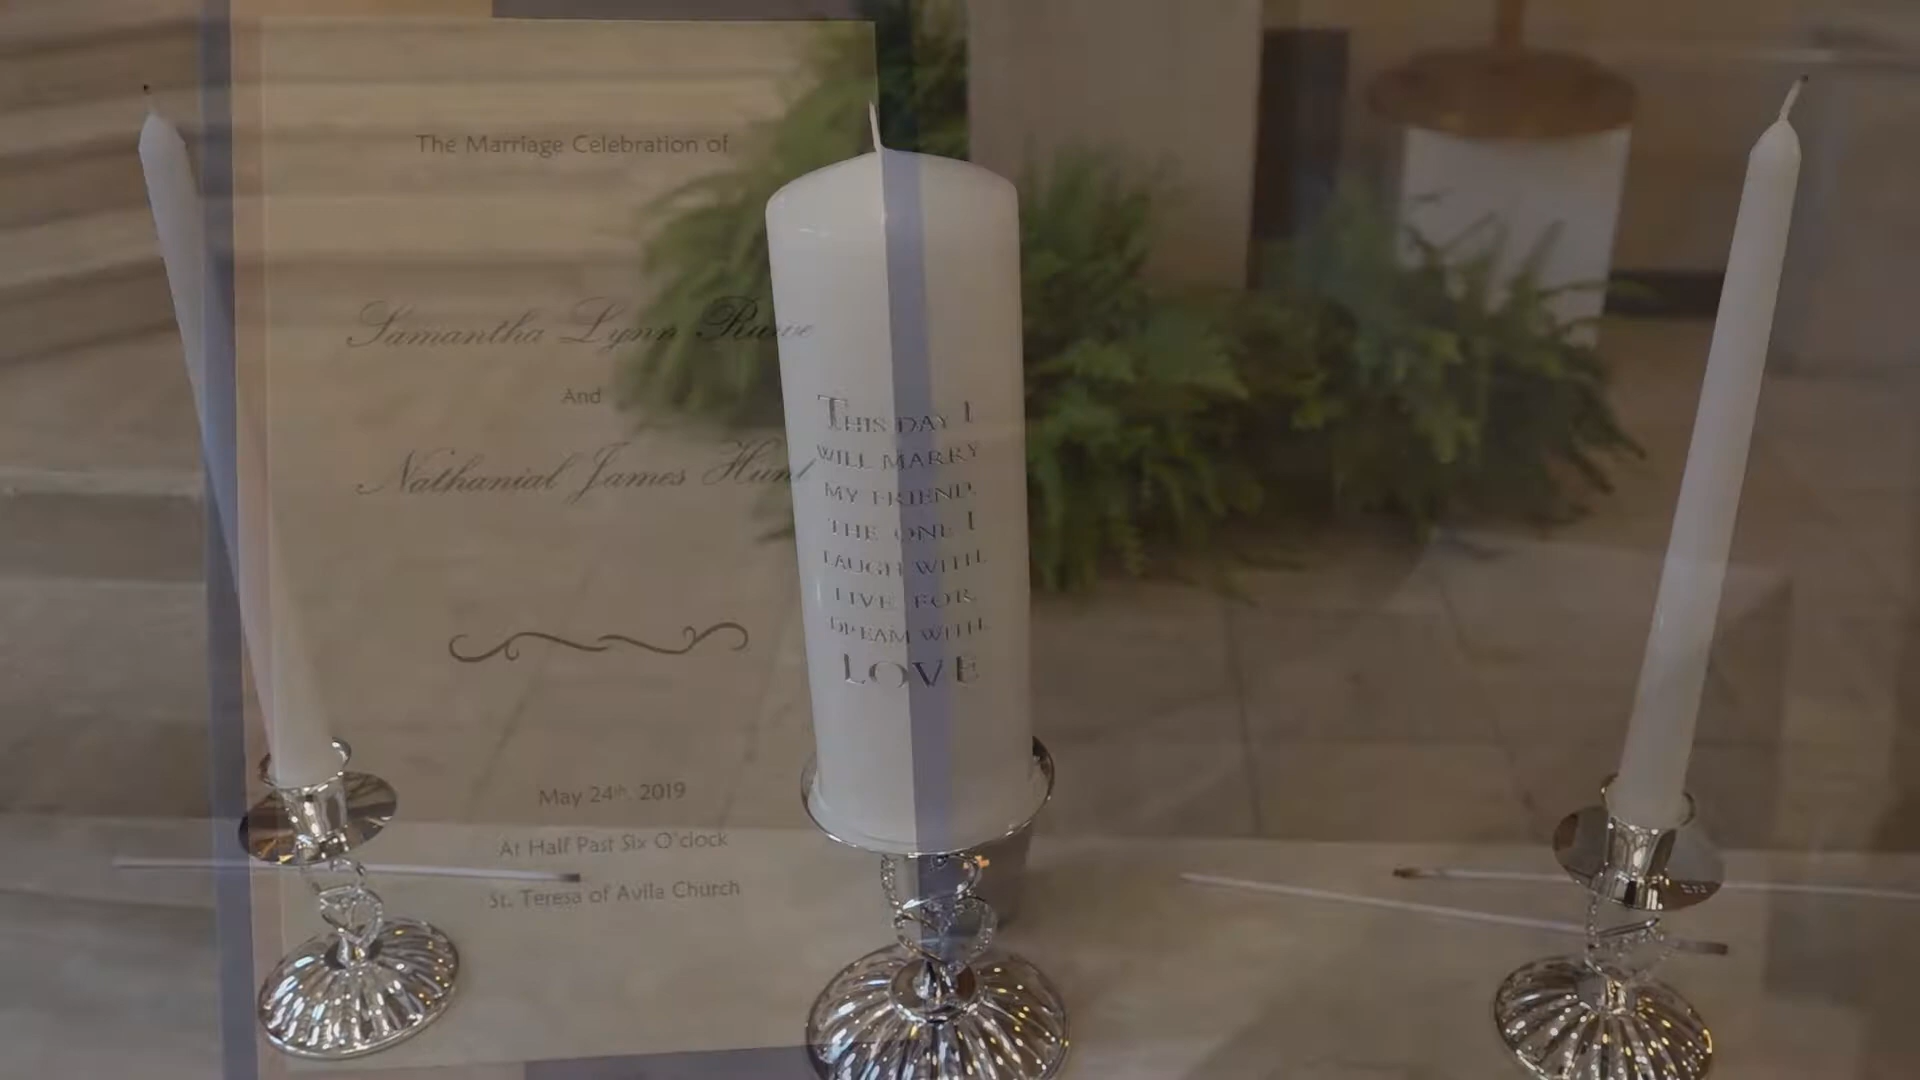 The Marriage Celebration of
Samantha Lynn Ruwe
And
Nathanial James Hunt
May 24th, 2019
At Half Past Six O'clock
St. Teresa of Avila Church
THIS DAY I
WILL MARRY
MY FRIEND,
THE ONE I
LAUGH WITH
LIVE FOR
DREAM WITH
LOVE